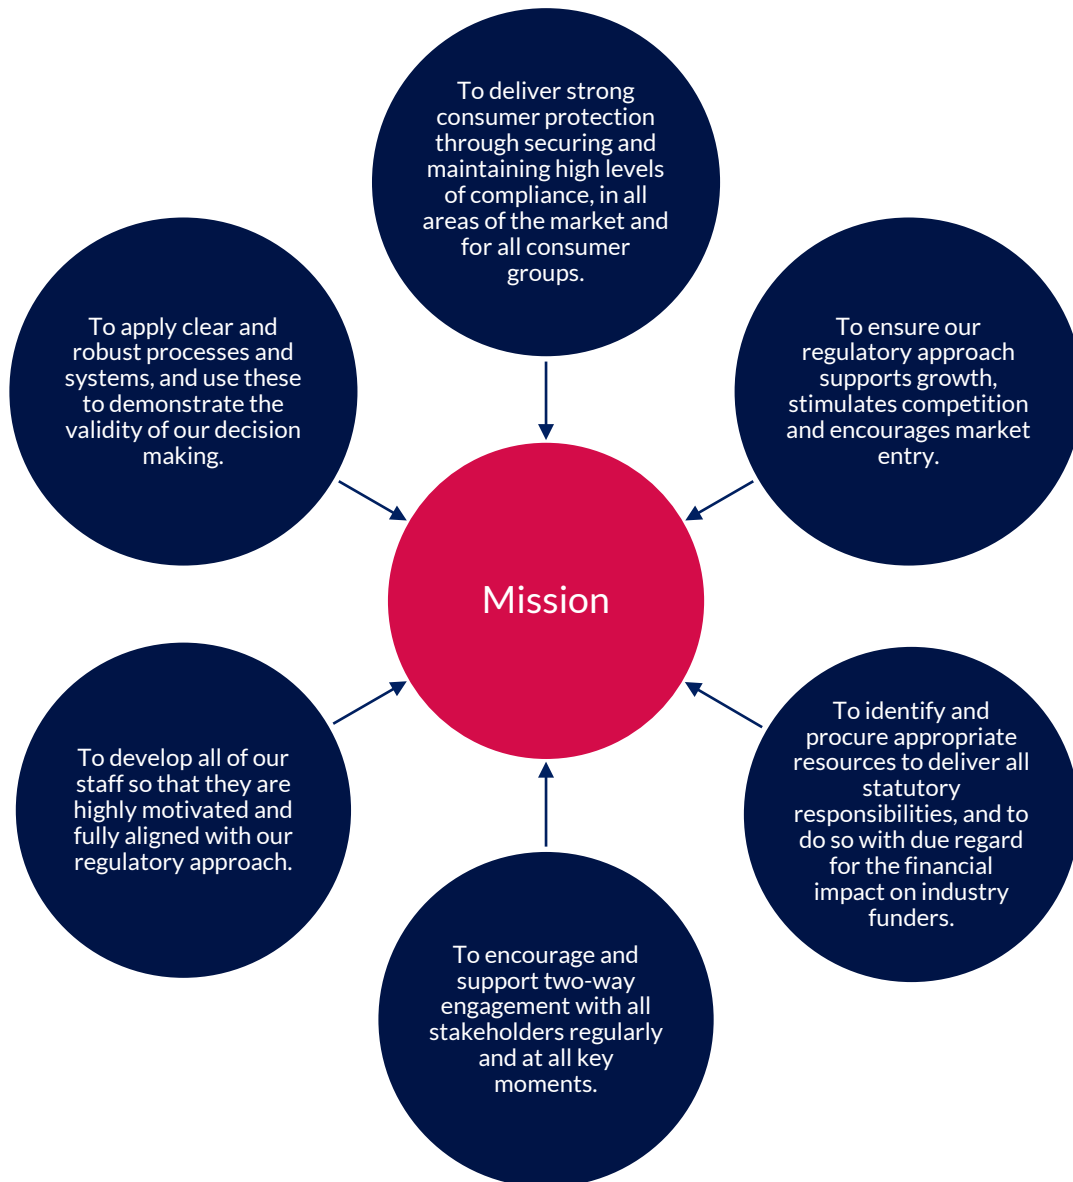 To deliver strong
consumer protection
through securing and
maintaining high levels
of compliance, in all
areas of the market and
for all consumer
groups.
To apply clear and
robust processes and
systems, and use these
to demonstrate the
validity of our decision
making.
To ensure our
regulatory approach
supports growth,
stimulates competition
and encourages market
entry.
Mission
To develop all of our
staff so that they are
highly motivated and
fully aligned with our
regulatory approach.
To identify and
procure appropriate
resources to deliver all
statutory
responsibilities, and to
do so with due regard
for the financial
impact on industry
funders.
To encourage and
support two-way
engagement with all
stakeholders regularly
and at all key
moments.